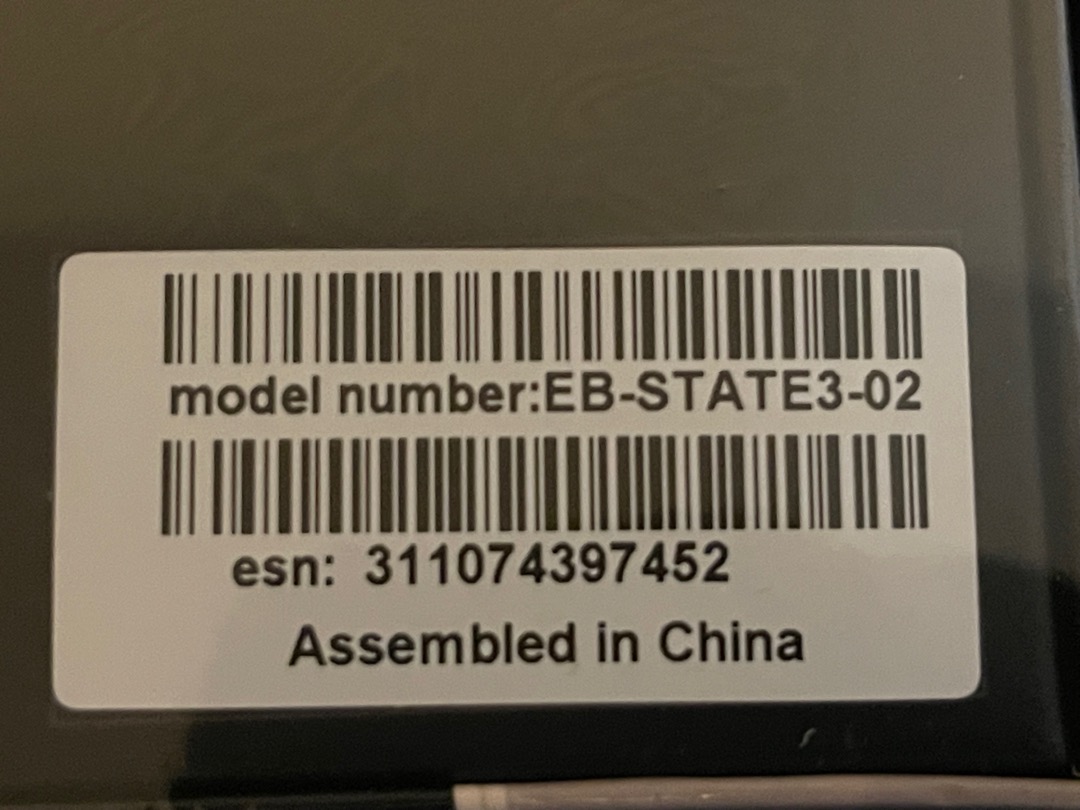 model number:EB-STATE3-02
esn: 311074397452
Assembled in China